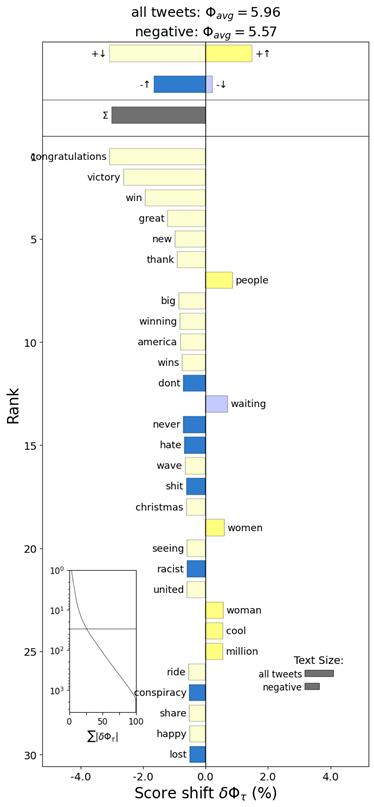 all tweets: Φavg = 5.96
negative: Φavg = 5.57
+↓
+↑
-↑
-↓
Σ
1
congratulations
victory
win
great
5
new
thank
people
big
winning
10
america
wins
dont
waiting
never
15
hate
wave
shit
christmas
women
20
seeing
racist
united
woman
cool
25
million
ride
conspiracy
share
happy
30
lost
Rank
10⁰
10¹
10²
10³
0
50
100
∑|δΦτ|
Text Size:
all tweets
negative
-4.0
-2.0
0.0
2.0
4.0
Score shift δΦτ (%)